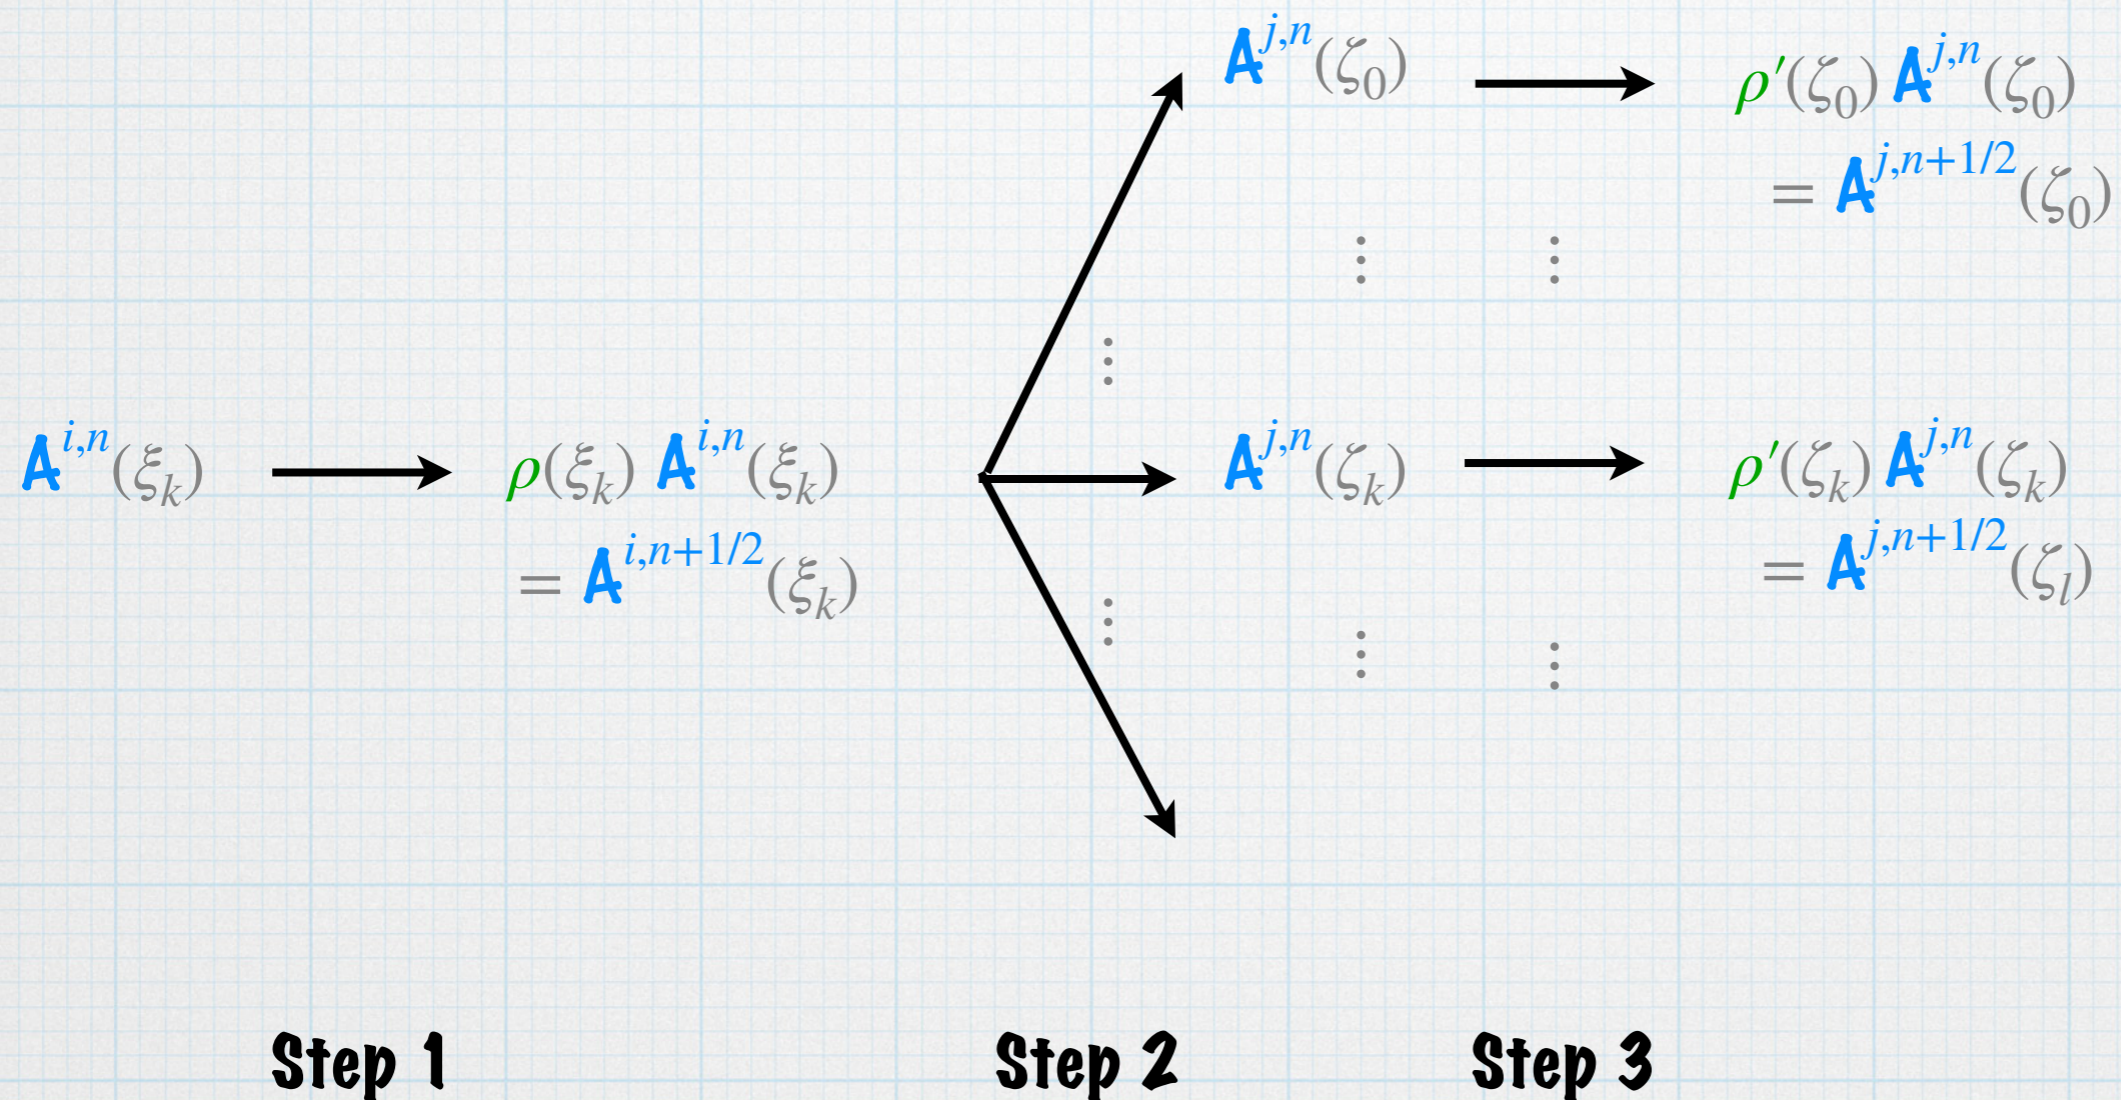 A^{j,n}(ζ_0)
ρ′(ζ_0) A^{j,n}(ζ_0)
= A^{j,n+1/2}(ζ_0)
⋮ ⋮
⋮
A^{i,n}(ξ_k)
ρ(ξ_k) A^{i,n}(ξ_k)
= A^{i,n+1/2}(ξ_k)
A^{j,n}(ζ_k)
ρ′(ζ_k) A^{j,n}(ζ_k)
= A^{j,n+1/2}(ζ_l)
⋮
⋮ ⋮
Step 1
Step 2
Step 3